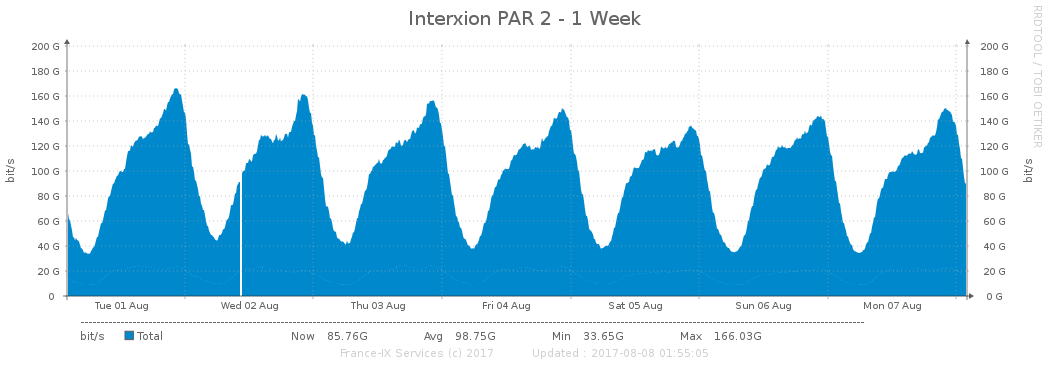 Interxion PAR 2 - 1 Week
RRDTOOL / TOBI OETIKER
200 G 200 G
180 G 180 G
160 G 160 G
140 G 140 G
120 G 120 G
100 G 100 G
80 G 80 G
60 G 60 G
40 G 40 G
20 G 20 G
0 0 G
bit/s
bit/s
Tue 01 Aug Wed 02 Aug Thu 03 Aug Fri 04 Aug Sat 05 Aug Sun 06 Aug Mon 07 Aug
bit/s Total Now 85.76G Avg 98.75G Min 33.65G Max 166.03G
France-IX Services (c) 2017 Updated : 2017-08-08 01:55:05